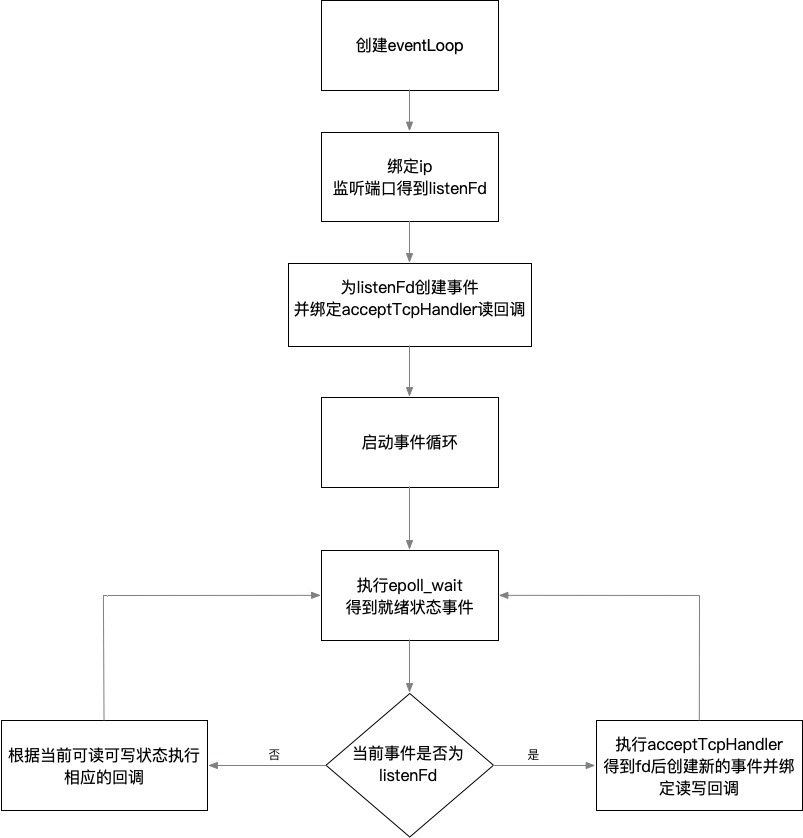 创建eventLoop
绑定ip
监听端口得到listenFd
为listenFd创建事件
并绑定acceptTcpHandler读回调
启动事件循环
执行epoll_wait
得到就绪状态事件
当前事件是否为
listenFd
否
是
根据当前可读可写状态执行
相应的回调
执行acceptTcpHandler
得到fd后创建新的事件并绑
定读写回调